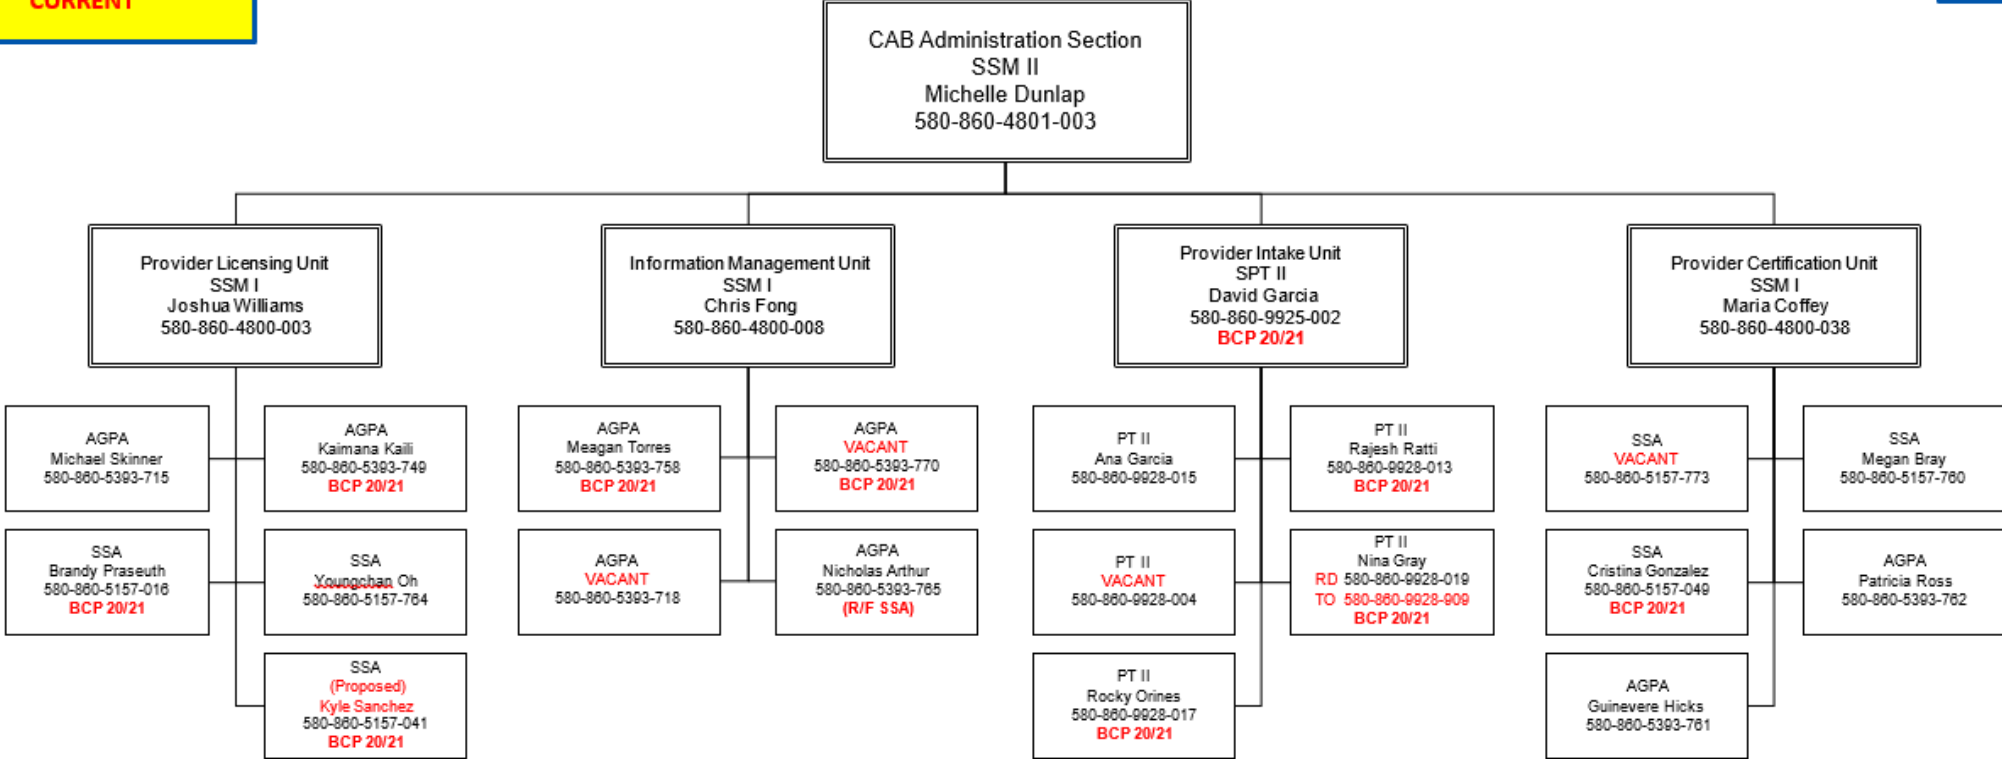 CURRENT
CAB Administration Section
SSM II
Michelle Dunlap
580-860-4801-003
Provider Licensing Unit
SSM I
Joshua Williams
580-860-4800-003
Information Management Unit
SSM I
Chris Fong
580-860-4800-008
Provider Intake Unit
SPT II
David Garcia
580-860-9925-002
BCP 20/21
Provider Certification Unit
SSM I
Maria Coffey
580-860-4800-038
AGPA
Michael Skinner
580-860-5393-715
AGPA
Kaimana Kaili
580-860-5393-749
BCP 20/21
AGPA
Meagan Torres
580-860-5393-758
BCP 20/21
AGPA
VACANT
580-860-5393-770
BCP 20/21
PT II
Ana Garcia
580-860-9928-015
PT II
Rajesh Ratti
580-860-9928-013
BCP 20/21
SSA
VACANT
580-860-5157-773
SSA
Megan Bray
580-860-5157-760
SSA
Brandy Praseuth
580-860-5157-016
BCP 20/21
SSA
Youngchan Oh
580-860-5157-764
AGPA
VACANT
580-860-5393-718
AGPA
Nicholas Arthur
580-860-5393-765
(R/F SSA)
PT II
VACANT
580-860-9928-004
PT II
Nina Gray
RD 580-860-9928-019
TO 580-860-9928-909
BCP 20/21
SSA
Cristina Gonzalez
580-860-5157-049
BCP 20/21
AGPA
Patricia Ross
580-860-5393-762
SSA
(Proposed)
Kyle Sanchez
580-860-5157-041
BCP 20/21
PT II
Rocky Orines
580-860-9928-017
BCP 20/21
AGPA
Guinevere Hicks
580-860-5393-761